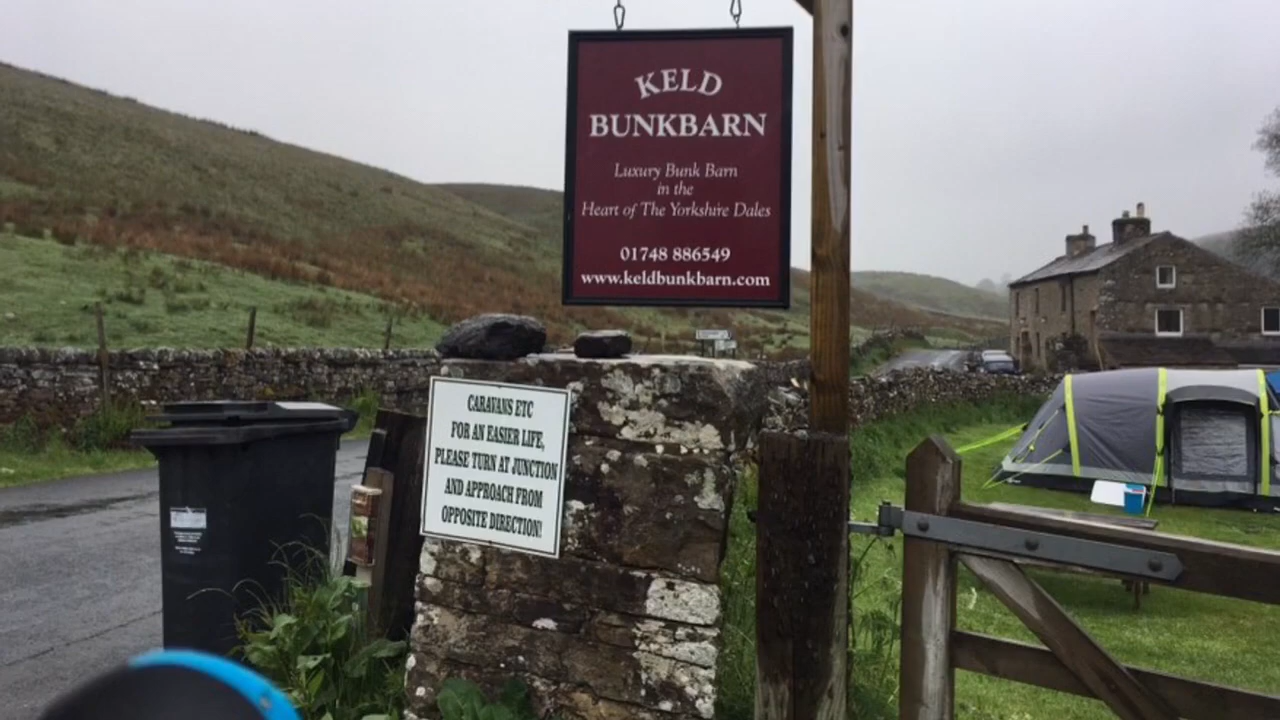 KELD
BUNKBARN
Luxury Bunk Barn
in the
Heart of The Yorkshire Dales
01748 886549
www.keldbunkbarn.com
CARAVANS ETC
FOR AN EASIER LIFE,
PLEASE TURN AT JUNCTION
AND APPROACH FROM
OPPOSITE DIRECTION!